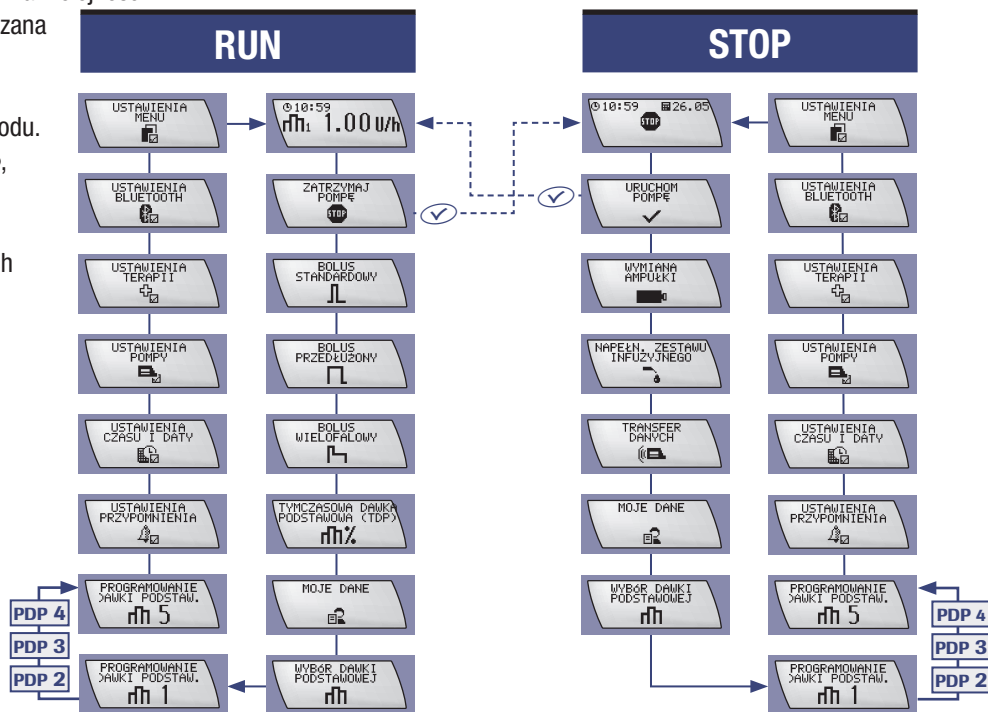 zana
odu.
,
h
RUN
USTAWIENIA
MENU
USTAWIENIA
BLUETOOTH
USTAWIENIA
TERAPII
USTAWIENIA
POMPY
USTAWIENIA
CZASU I DATY
USTAWIENIA
PRZYPOMNIENIA
PROGRAMOWANIE
DAWKI PODSTAW.
5
PDP 4
PDP 3
PDP 2
PROGRAMOWANIE
DAWKI PODSTAW.
1
10:59
1 1.00 U/h
ZATRZYMAJ
POMPĘ
STOP
BOLUS
STANDARDOWY
BOLUS
PRZEDŁUŻONY
BOLUS
WIELOFALOWY
TYMCZASOWA DAWKA
PODSTAWOWA (TDP)
%
MOJE DANE
WYBÓR DAWKI
PODSTAWOWEJ
STOP
10:59 26.05
STOP
URUCHOM
POMPĘ
WYMIANA
AMPUŁKI
NAPEŁN. ZESTAWU
INFUZYJNEGO
TRANSFER
DANYCH
MOJE DANE
WYBÓR DAWKI
PODSTAWOWEJ
USTAWIENIA
MENU
USTAWIENIA
BLUETOOTH
USTAWIENIA
TERAPII
USTAWIENIA
POMPY
USTAWIENIA
CZASU I DATY
USTAWIENIA
PRZYPOMNIENIA
PROGRAMOWANIE
DAWKI PODSTAW.
5
PDP 4
PDP 3
PDP 2
PROGRAMOWANIE
DAWKI PODSTAW.
1